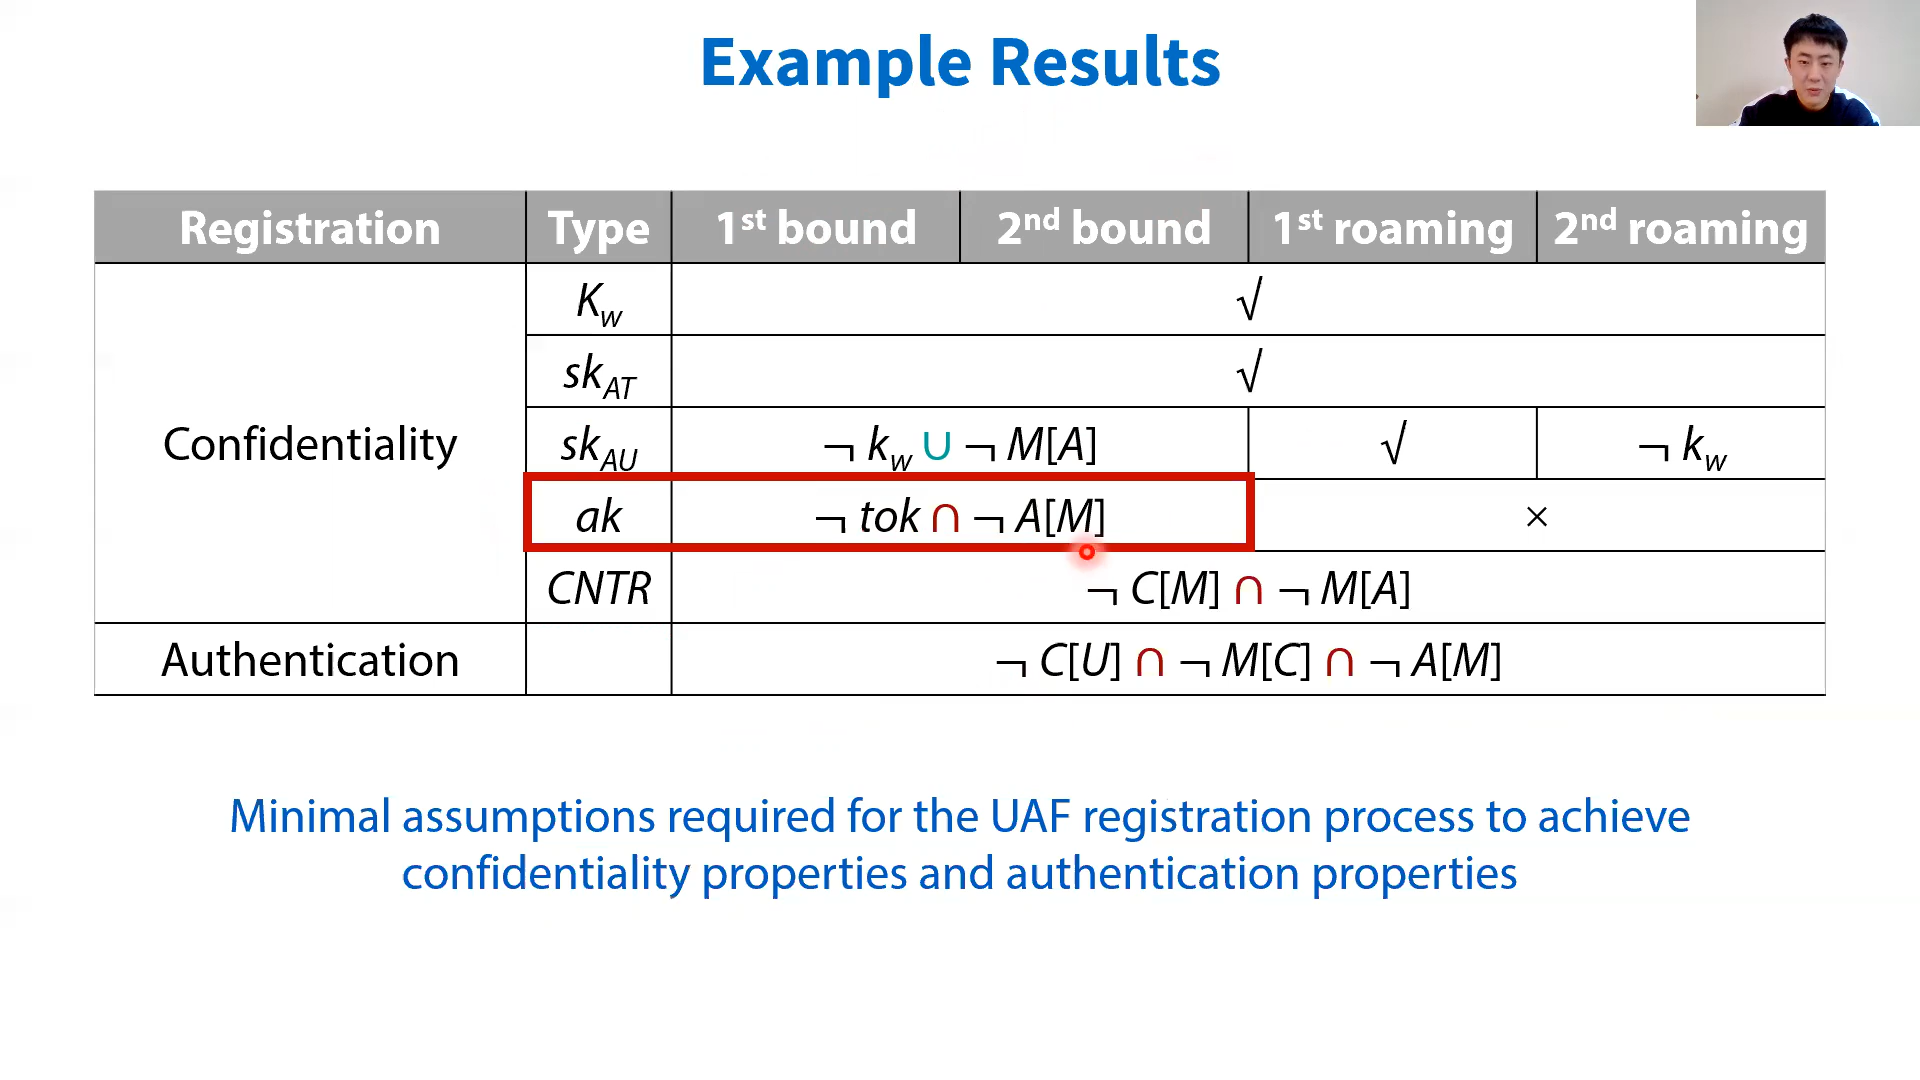 Example Results
Registration Type 1st bound 2nd bound 1st roaming 2nd roaming
Confidentiality
Kw √
skAT √
skAU ¬ kw ∪ ¬ M[A] √ ¬ kw
ak ¬ tok ∩ ¬ A[M] ×
CNTR ¬ C[M] ∩ ¬ M[A]
Authentication ¬ C[U] ∩ ¬ M[C] ∩ ¬ A[M]
Minimal assumptions required for the UAF registration process to achieve
confidentiality properties and authentication properties